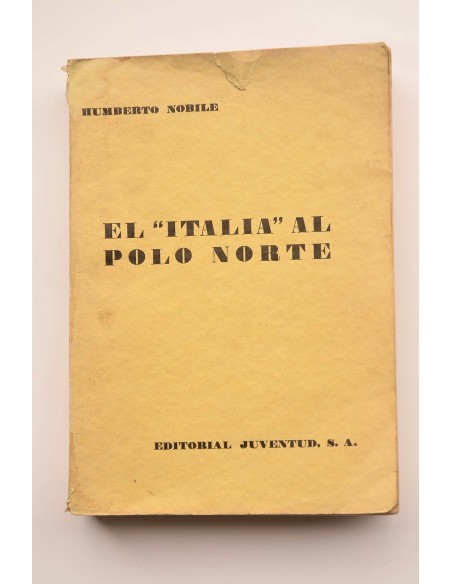 HUMBERTO NOBILE
EL "ITALIA" AL
POLO NORTE
EDITORIAL JUVENTUD, S. A.